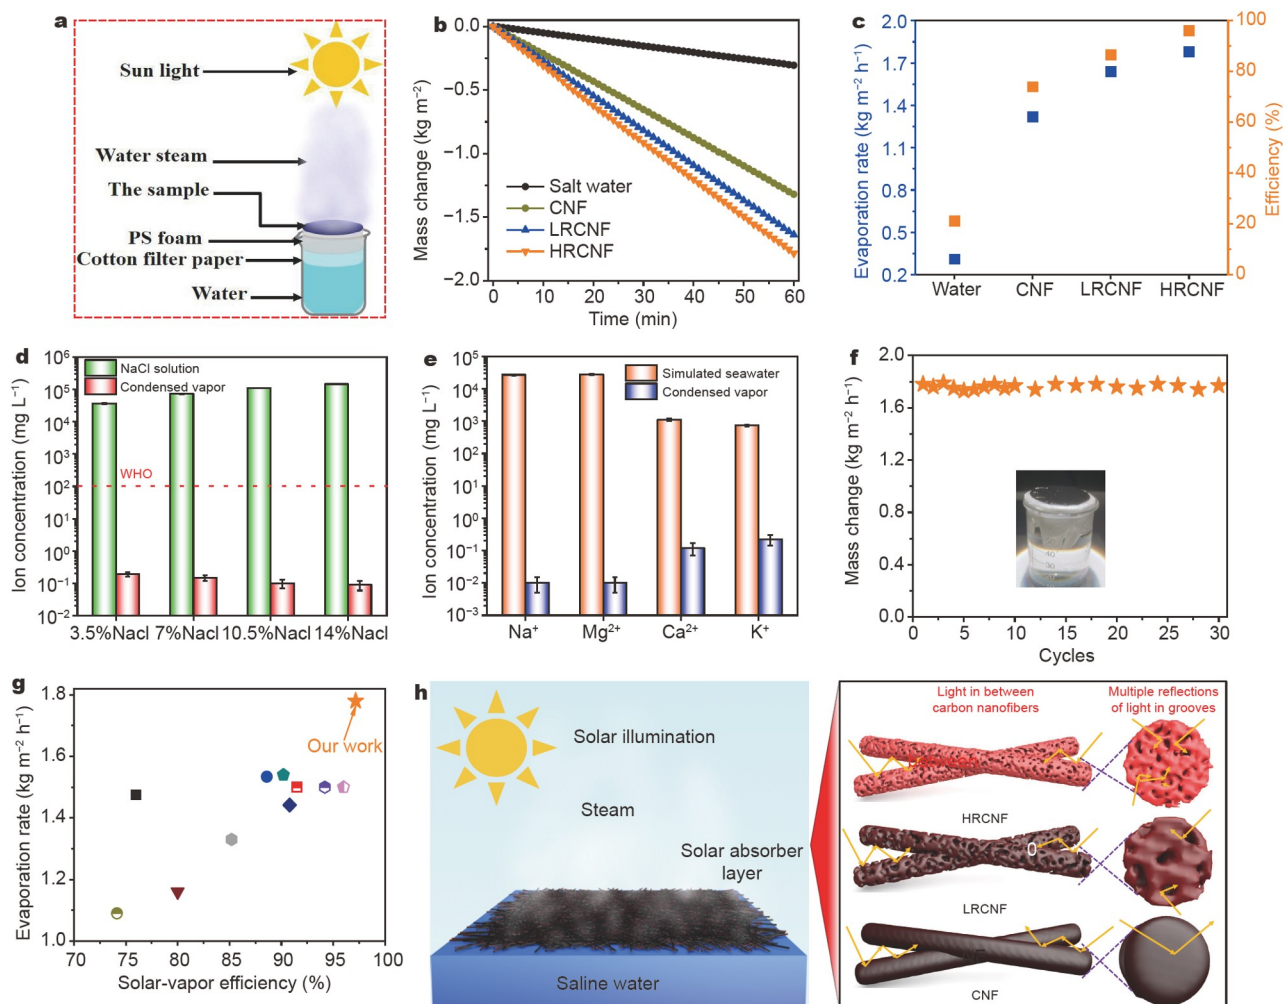 a
Sun light
Water steam
The sample
PS foam
Cotton filter paper
Water
b
Mass change (kg m⁻²)
0.0
−0.5
−1.0
−1.5
−2.0
Salt water
CNF
LRCNF
HRCNF
0 10 20 30 40 50 60
Time (min)
c
Evaporation rate (kg m⁻² h⁻¹)
2.0
1.7
1.4
1.1
0.8
0.5
0.2
100
80
60
40
20
0
Efficiency (%)
Water CNF LRCNF HRCNF
d
Ion concentration (mg L⁻¹)
10⁶
10⁵
10⁴
10³
10²
10¹
10⁰
10⁻¹
10⁻²
NaCl solution
Condensed vapor
WHO
3.5%Nacl 7%Nacl 10.5%Nacl 14%Nacl
e
Ion concentration (mg L⁻¹)
10⁵
10⁴
10³
10²
10¹
10⁰
10⁻¹
10⁻²
10⁻³
Simulated seawater
Condensed vapor
Na⁺ Mg²⁺ Ca²⁺ K⁺
f
Mass change (kg m⁻² h⁻¹)
2.0
1.6
1.2
0.8
0.4
0.0
0 5 10 15 20 25 30
Cycles
g
Evaporation rate (kg m⁻² h⁻¹)
1.8
1.6
1.4
1.2
1.0
Our work
70 75 80 85 90 95 100
Solar-vapor efficiency (%)
h
Solar illumination
Steam
Solar absorber
layer
Saline water
Light in between
carbon nanofibers
Multiple reflections
of light in grooves
HRCNF
LRCNF
CNF